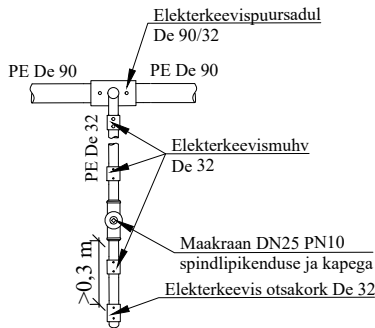 Elekterkeevispuursadul
De 90/32
PE De 90
PE De 90
PE De 32
Elekterkeevismuhv
De 32
>0,3 m
Maakraan DN25 PN10
spindlipikenduse ja kapega
Elekterkeevis otsakork De 32